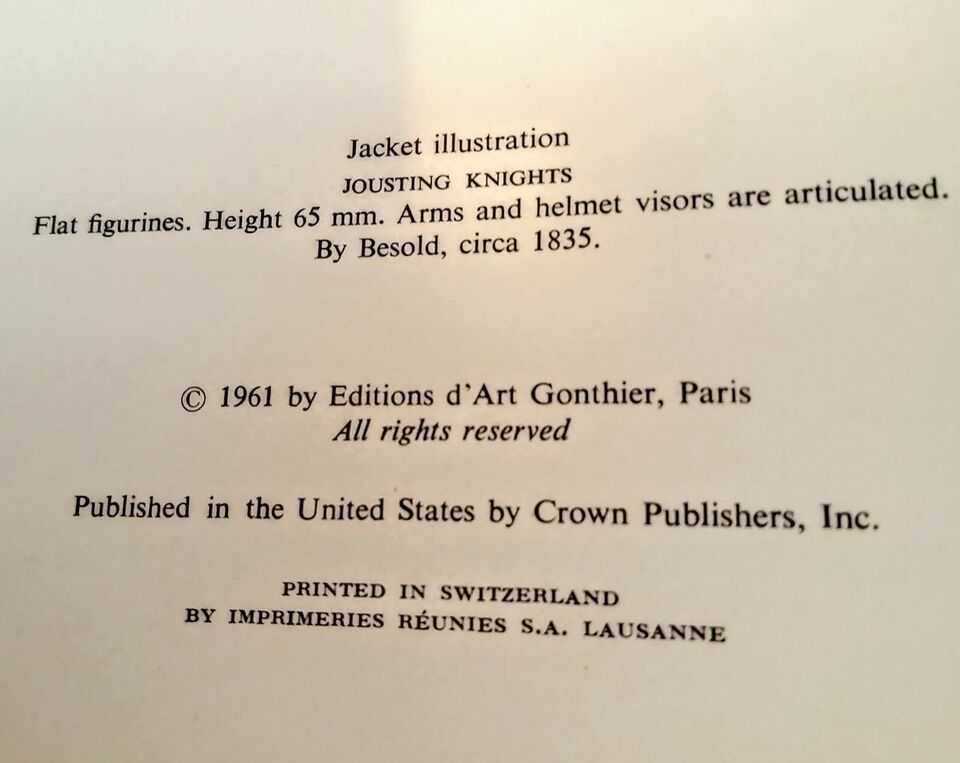 Jacket illustration
JOUSTING KNIGHTS
Flat figurines. Height 65 mm. Arms and helmet visors are articulated.
By Besold, circa 1835.
© 1961 by Editions d'Art Gonthier, Paris
All rights reserved
Published in the United States by Crown Publishers, Inc.
PRINTED IN SWITZERLAND
BY IMPRIMERIES RÉUNIES S.A. LAUSANNE